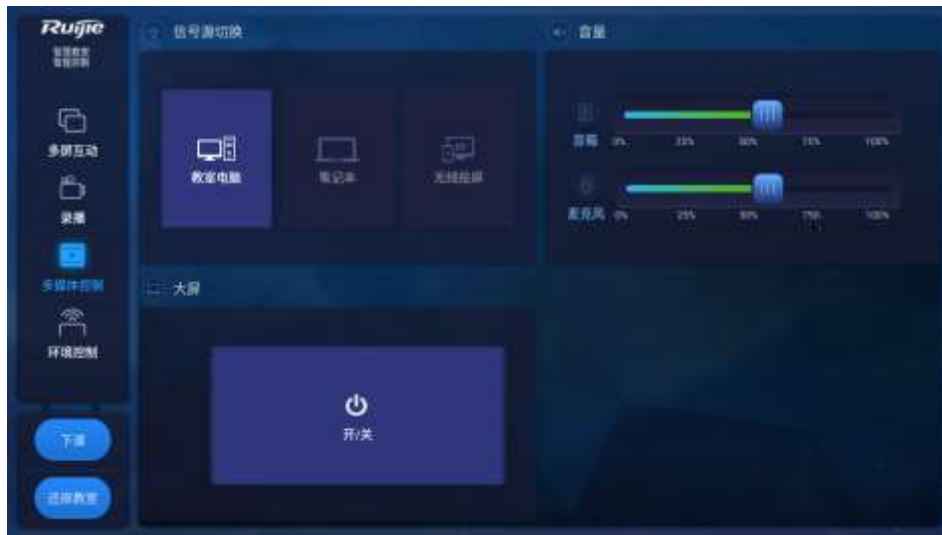 Ruijie
智慧教室
多屏互动
录播
多媒体控制
环境控制
下课
信号源切换
教室电脑
笔记本
无线投屏
大屏
开/关
音量
音箱
0% 25% 50% 75% 100%
麦克风
0% 25% 50% 75% 100%